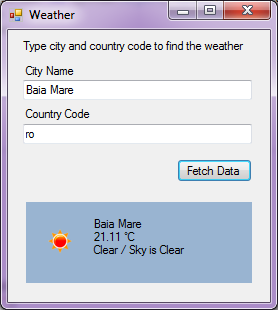 Weather
Type city and country code to find the weather
City Name
Baia Mare
Country Code
ro
Fetch Data
Baia Mare
21.11 °C
Clear / Sky is Clear